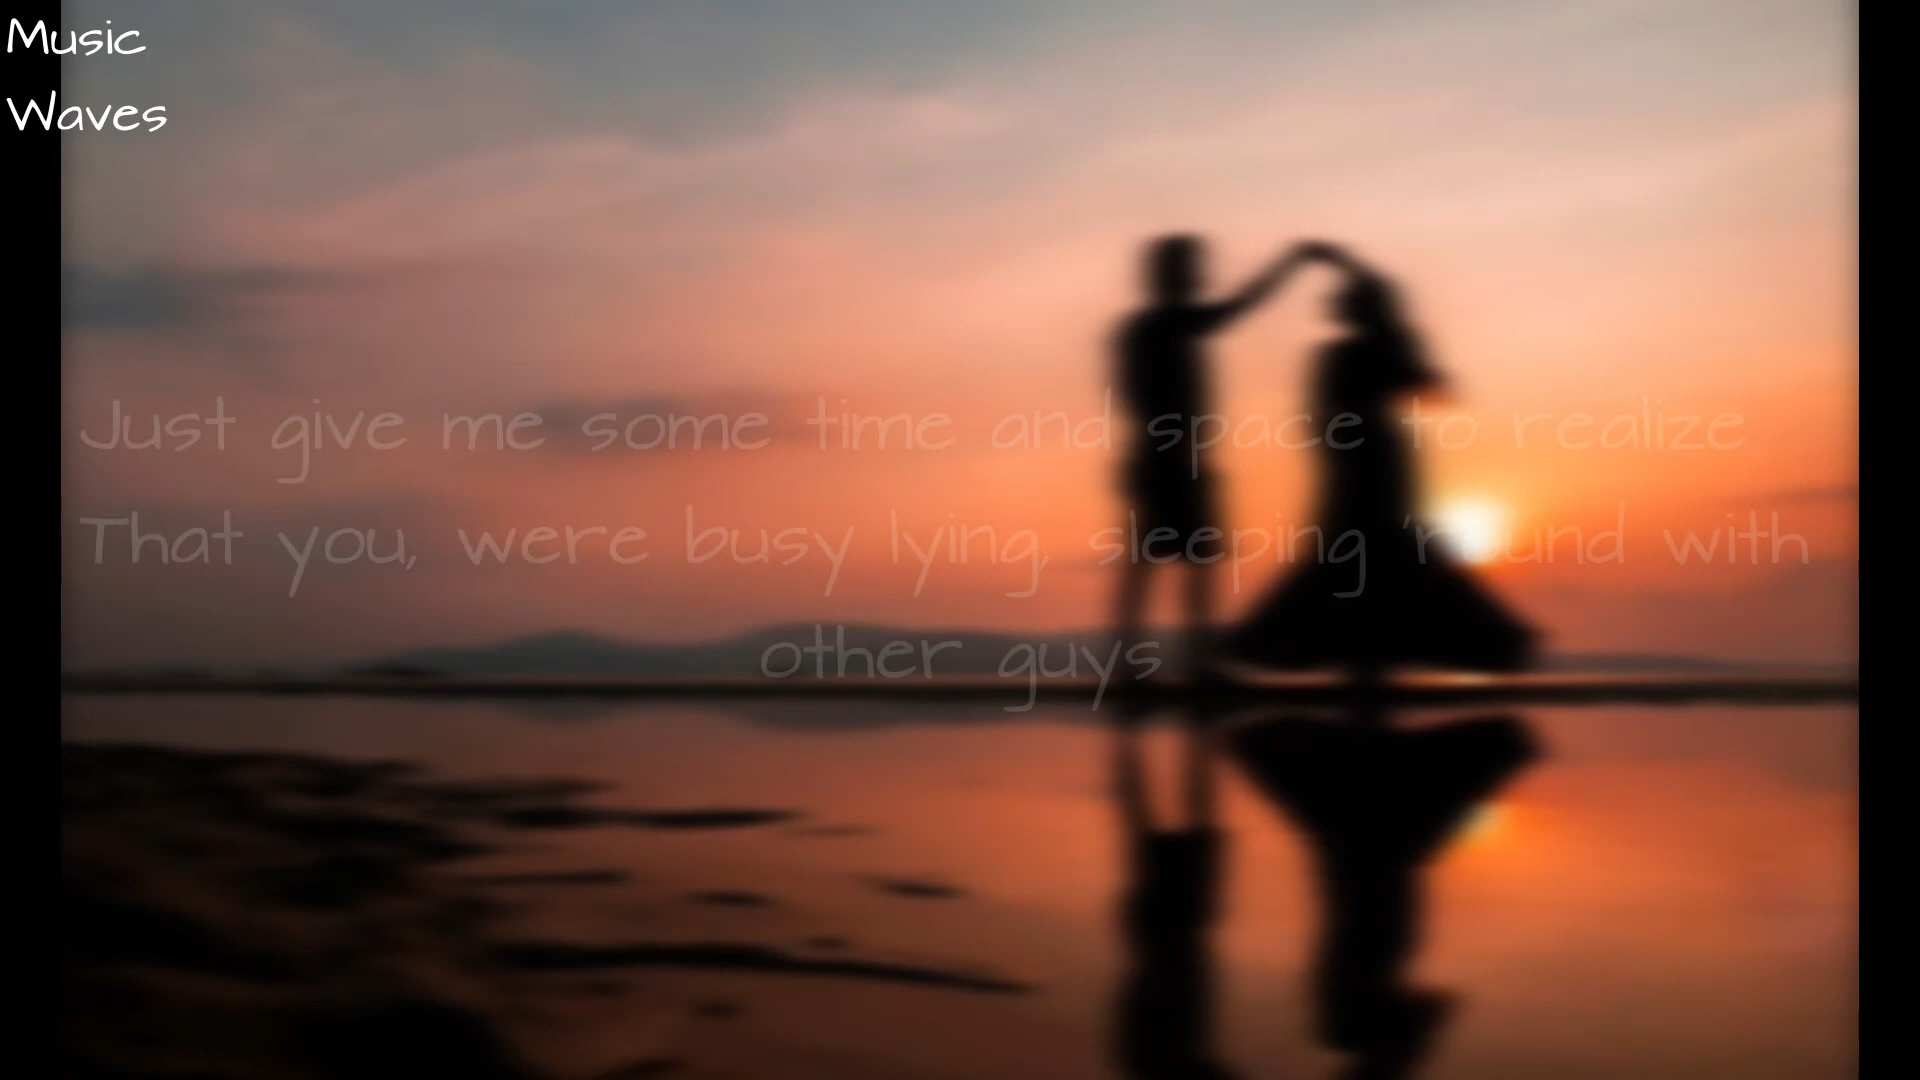 Music
Waves
Just give me some time and space to realize
That you, were busy lying, sleeping 'round with
other guys